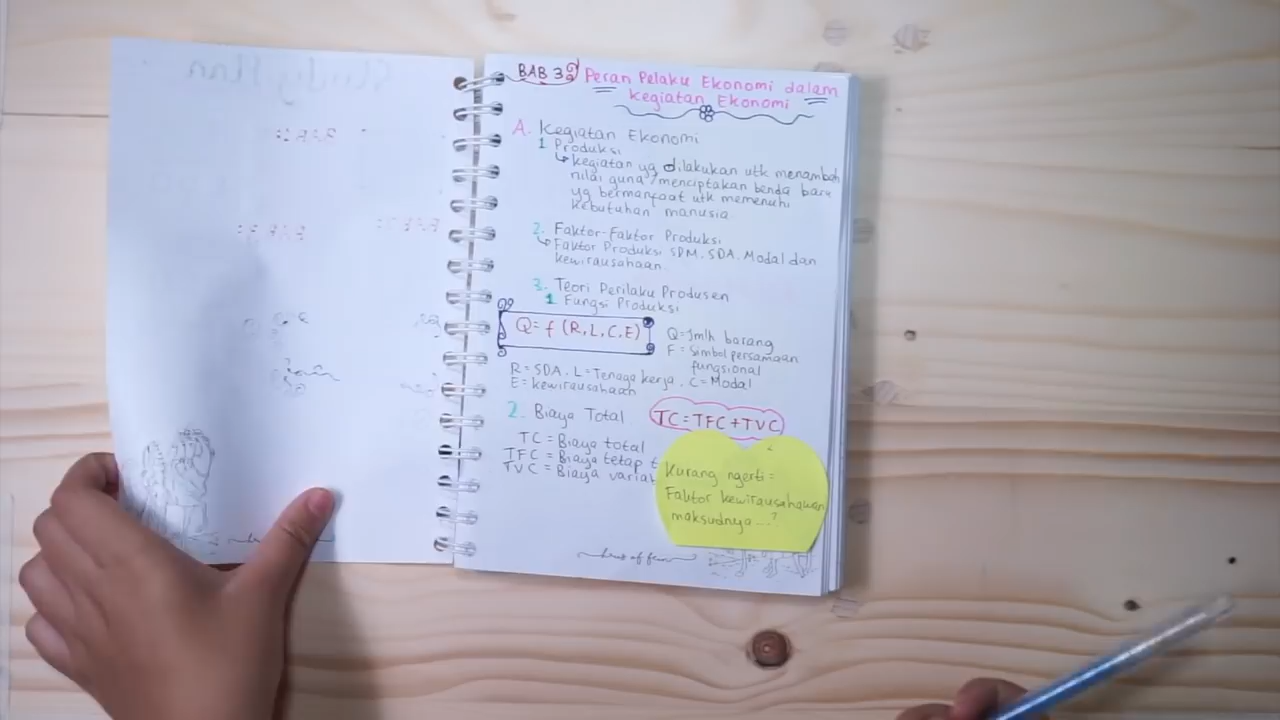 BAB 3 Peran Pelaku Ekonomi dalam
kegiatan Ekonomi
A. Kegiatan Ekonomi
1 Produksi
kegiatan yg dilakukan utk menambah
nilai guna / menciptakan benda baru
yg bermanfaat utk memenuhi
kebutuhan manusia.
2. Faktor-Faktor Produksi
Faktor Produksi SDM, SDA, Modal dan
kewirausahaan.
3. Teori Perilaku Produsen
1 Fungsi Produksi
Q = f (R, L, C, E)
Q = Jmlh barang
F = Simbol persamaan
fungsional
R = SDA, L = Tenaga kerja, C = Modal
E = kewirausahaan
2. Biaya Total
TC = TFC + TVC
TC = Biaya total
TFC = Biaya tetap t
TVC = Biaya varia
Kurang ngerti =
Faktor kewirausahawan
maksudnya ...?